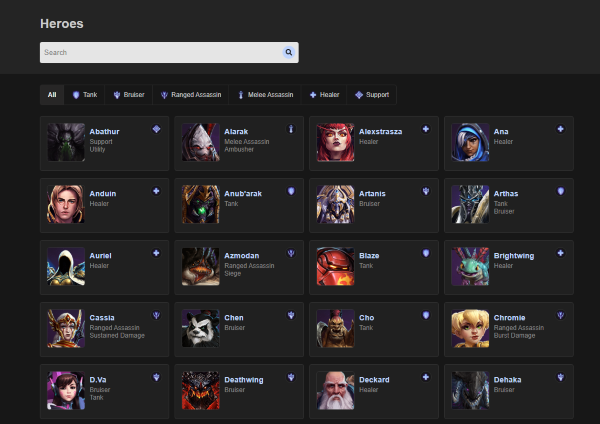 Heroes
Search
All Tank Bruiser Ranged Assassin Melee Assassin Healer Support
Abathur
Support
Utility
Alarak
Melee Assassin
Ambusher
Alexstrasza
Healer
Ana
Healer
Anduin
Healer
Anub'arak
Tank
Artanis
Bruiser
Arthas
Tank
Bruiser
Auriel
Healer
Azmodan
Ranged Assassin
Siege
Blaze
Tank
Brightwing
Healer
Cassia
Ranged Assassin
Sustained Damage
Chen
Bruiser
Cho
Tank
Chromie
Ranged Assassin
Burst Damage
D.Va
Bruiser
Tank
Deathwing
Bruiser
Deckard
Healer
Dehaka
Bruiser